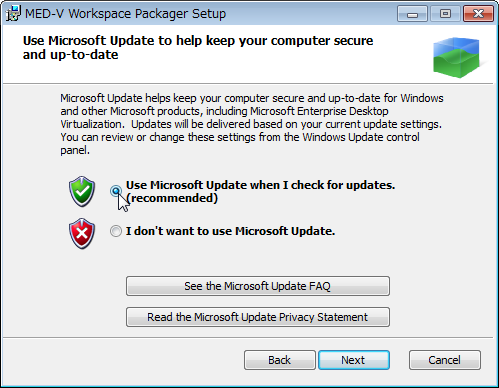 MED-V Workspace Packager Setup
Use Microsoft Update to help keep your computer secure
and up-to-date
Microsoft Update helps keep your computer secure and up-to-date for Windows
and other Microsoft products, including Microsoft Enterprise Desktop
Virtualization.  Updates will be delivered based on your current update settings.
You can review or change these settings from the Windows Update control
panel.
Use Microsoft Update when I check for updates.
(recommended)
I don't want to use Microsoft Update.
See the Microsoft Update FAQ
Read the Microsoft Update Privacy Statement
Back
Next
Cancel